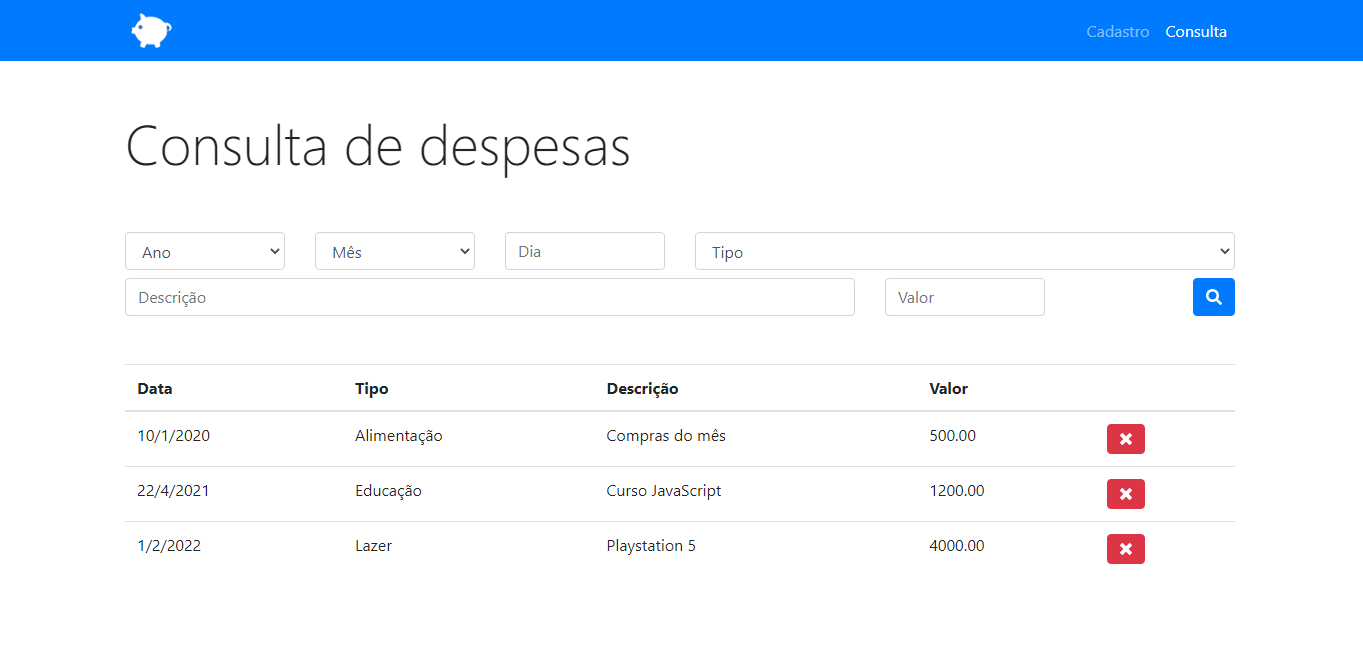 Cadastro Consulta
Consulta de despesas
Ano Mês Dia Tipo
Descrição Valor
Data Tipo Descrição Valor
10/1/2020 Alimentação Compras do mês 500.00
22/4/2021 Educação Curso JavaScript 1200.00
1/2/2022 Lazer Playstation 5 4000.00